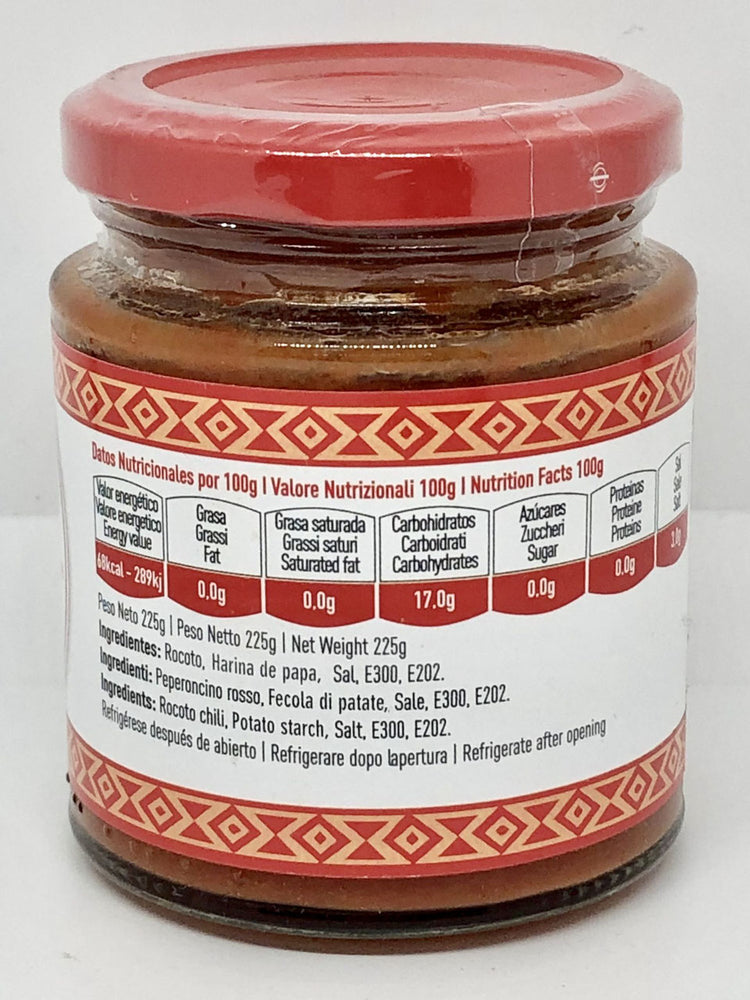 Datos Nutricionales por 100g | Valore Nutrizionali 100g | Nutrition Facts 100g
Valor energético
Valore energetico
Energy value
68kcal - 289kj
Grasa
Grassi
Fat
0.0g
Grasa saturada
Grassi saturi
Saturated fat
0.0g
Carbohidratos
Carboidrati
Carbohydrates
17.0g
Azúcares
Zuccheri
Sugar
0.0g
Proteinas
Proteine
Proteins
0.0g
Sal
Sale
Salt
Peso Neto 225g | Peso Netto 225g | Net Weight 225g
Ingredientes: Rocoto, Harina de papa, Sal, E300, E202.
Ingredienti: Peperoncino rosso, Fecola di patate, Sale, E300, E202.
Ingredients: Rocoto chili, Potato starch, Salt, E300, E202.
Refrigérese después de abierto | Refrigerare dopo lapertura | Refrigerate after opening